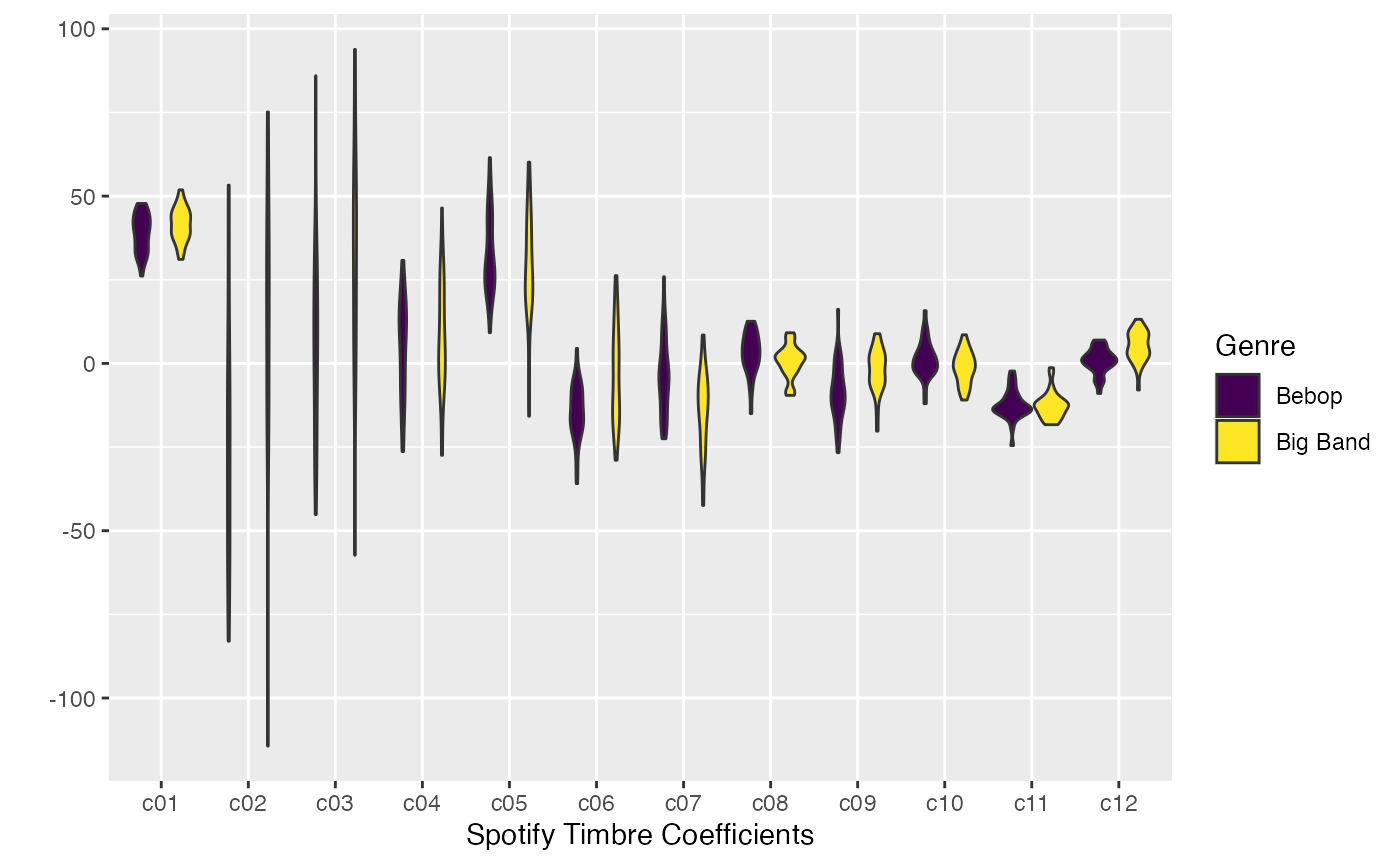 100
50
0
-50
-100
c01 c02 c03 c04 c05 c06 c07 c08 c09 c10 c11 c12
Spotify Timbre Coefficients
Genre
Bebop
Big Band